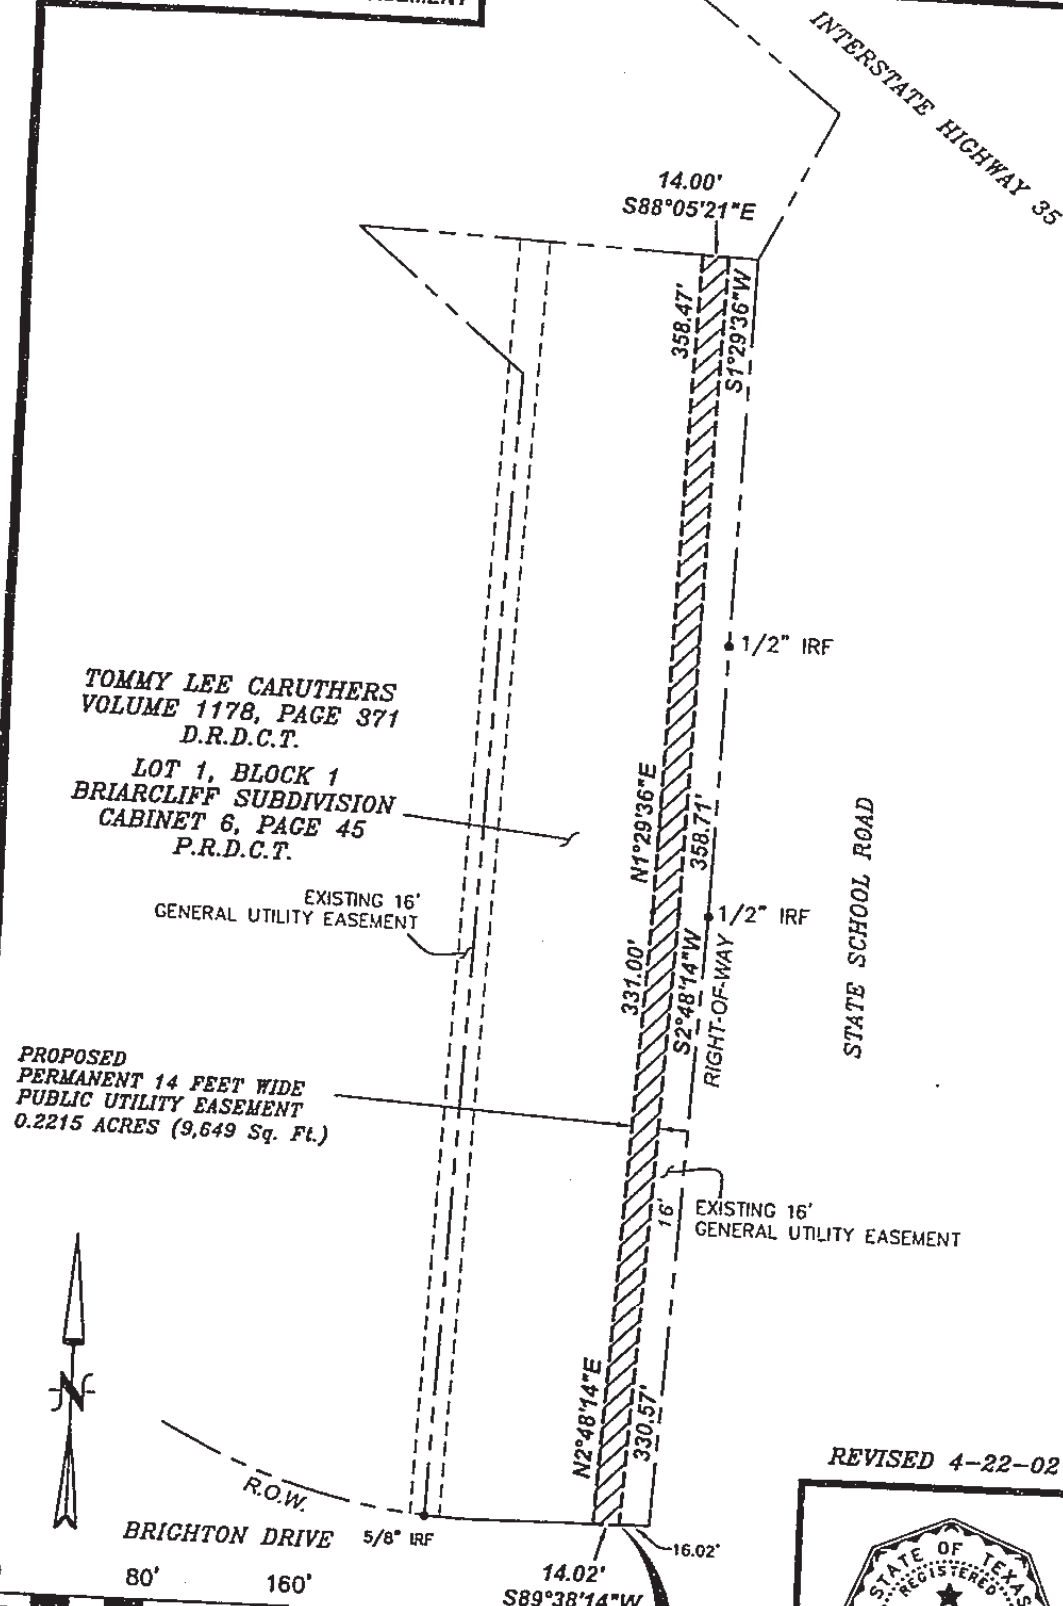 INTERSTATE HIGHWAY 35
14.00'
S88°05'21"E
358.47'
S1°29'36"W
1/2" IRF
TOMMY LEE CARUTHERS
VOLUME 1178, PAGE 371
D.R.D.C.T.
LOT 1, BLOCK 1
BRIARCLIFF SUBDIVISION
CABINET 6, PAGE 45
P.R.D.C.T.
N1°29'36"E
358.71'
STATE SCHOOL ROAD
EXISTING 16'
GENERAL UTILITY EASEMENT
1/2" IRF
331.00'
S2°48'14"W
RIGHT-OF-WAY
PROPOSED
PERMANENT 14 FEET WIDE
PUBLIC UTILITY EASEMENT
0.2215 ACRES (9,649 Sq. Ft.)
16'
EXISTING 16'
GENERAL UTILITY EASEMENT
N
N2°48'14"E
330.57'
REVISED 4-22-02
R.O.W.
BRIGHTON DRIVE
5/8" IRF
16.02'
14.02'
S89°38'14"W
80'
160'
STATE OF TEXAS
REGISTERED